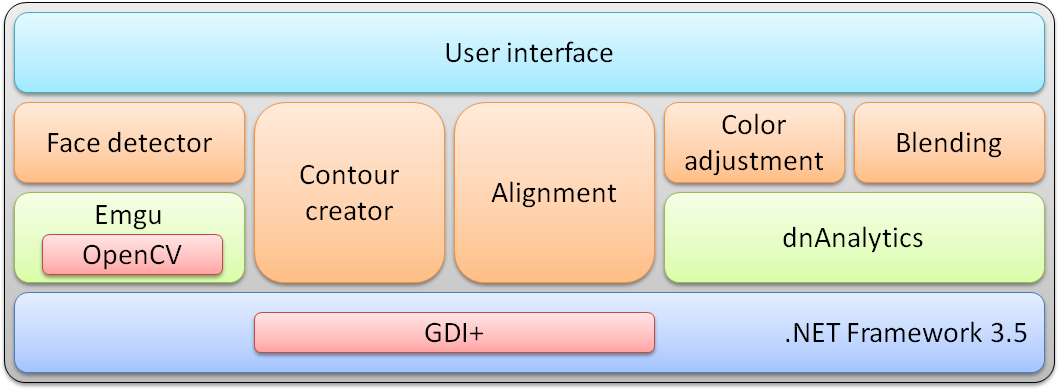 User interface
Face detector
Contour
creator
Alignment
Color
adjustment
Blending
Emgu
OpenCV
dnAnalytics
GDI+
.NET Framework 3.5